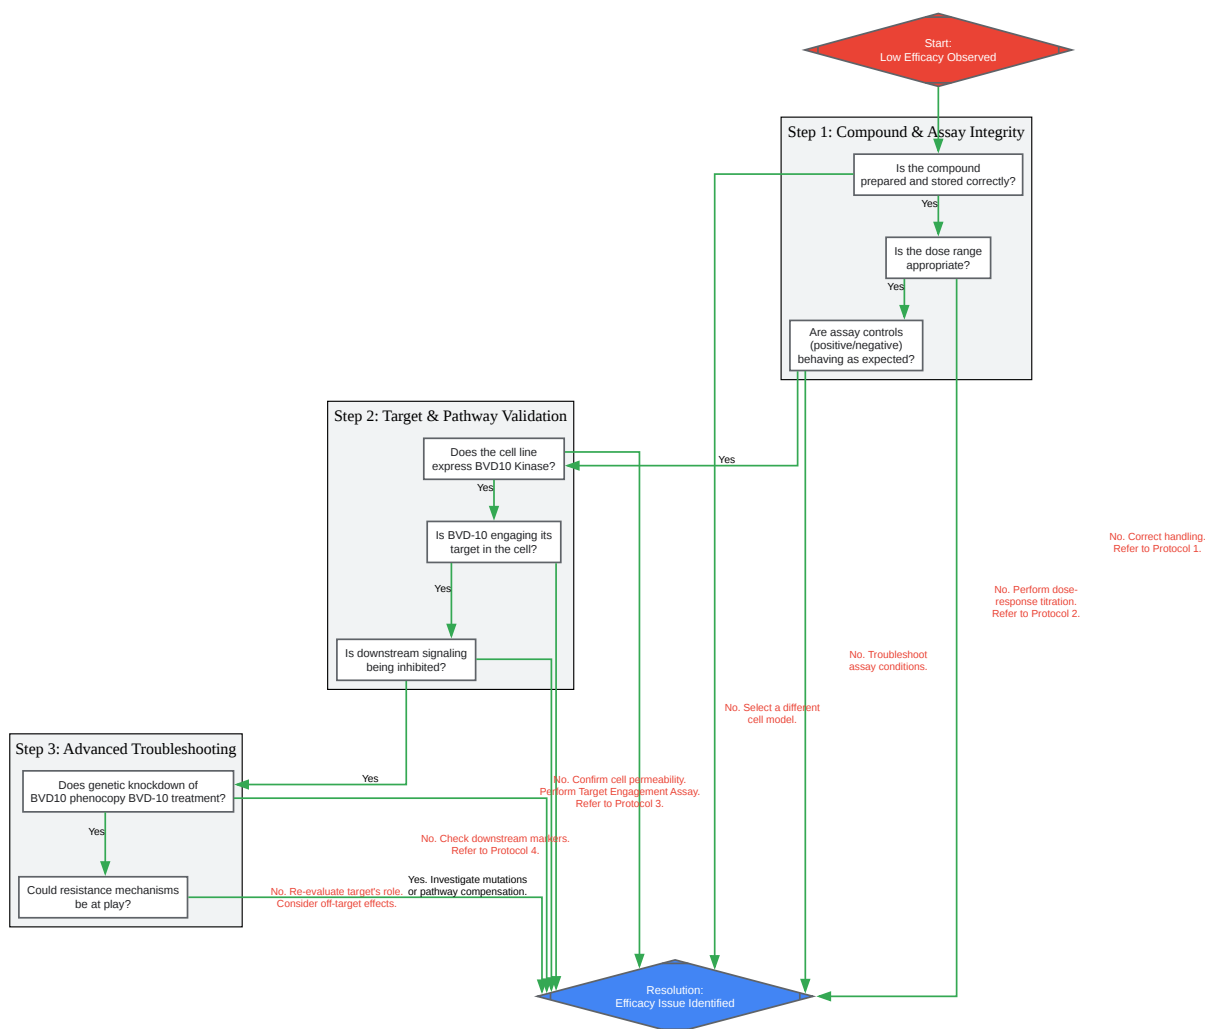 Start:
Low Efficacy Observed
Step 1: Compound & Assay Integrity
Is the compound
prepared and stored correctly?
Yes
Is the dose range
appropriate?
Yes
Are assay controls
(positive/negative)
behaving as expected?
Step 2: Target & Pathway Validation
Does the cell line
express BVD10 Kinase?
Yes
Yes
Is BVD-10 engaging its
target in the cell?
No. Correct handling.
Refer to Protocol 1.
Yes
No. Perform dose-
response titration.
Refer to Protocol 2.
Is downstream signaling
being inhibited?
No. Troubleshoot
assay conditions.
No. Select a different
cell model.
Step 3: Advanced Troubleshooting
Does genetic knockdown of
BVD10 phenocopy BVD-10 treatment?
Yes
No. Confirm cell permeability.
Perform Target Engagement Assay.
Refer to Protocol 3.
Yes
No. Check downstream markers.
Refer to Protocol 4.
Could resistance mechanisms
be at play?
No. Re-evaluate target's role.
Consider off-target effects.
Yes. Investigate mutations
or pathway compensation.
Resolution:
Efficacy Issue Identified